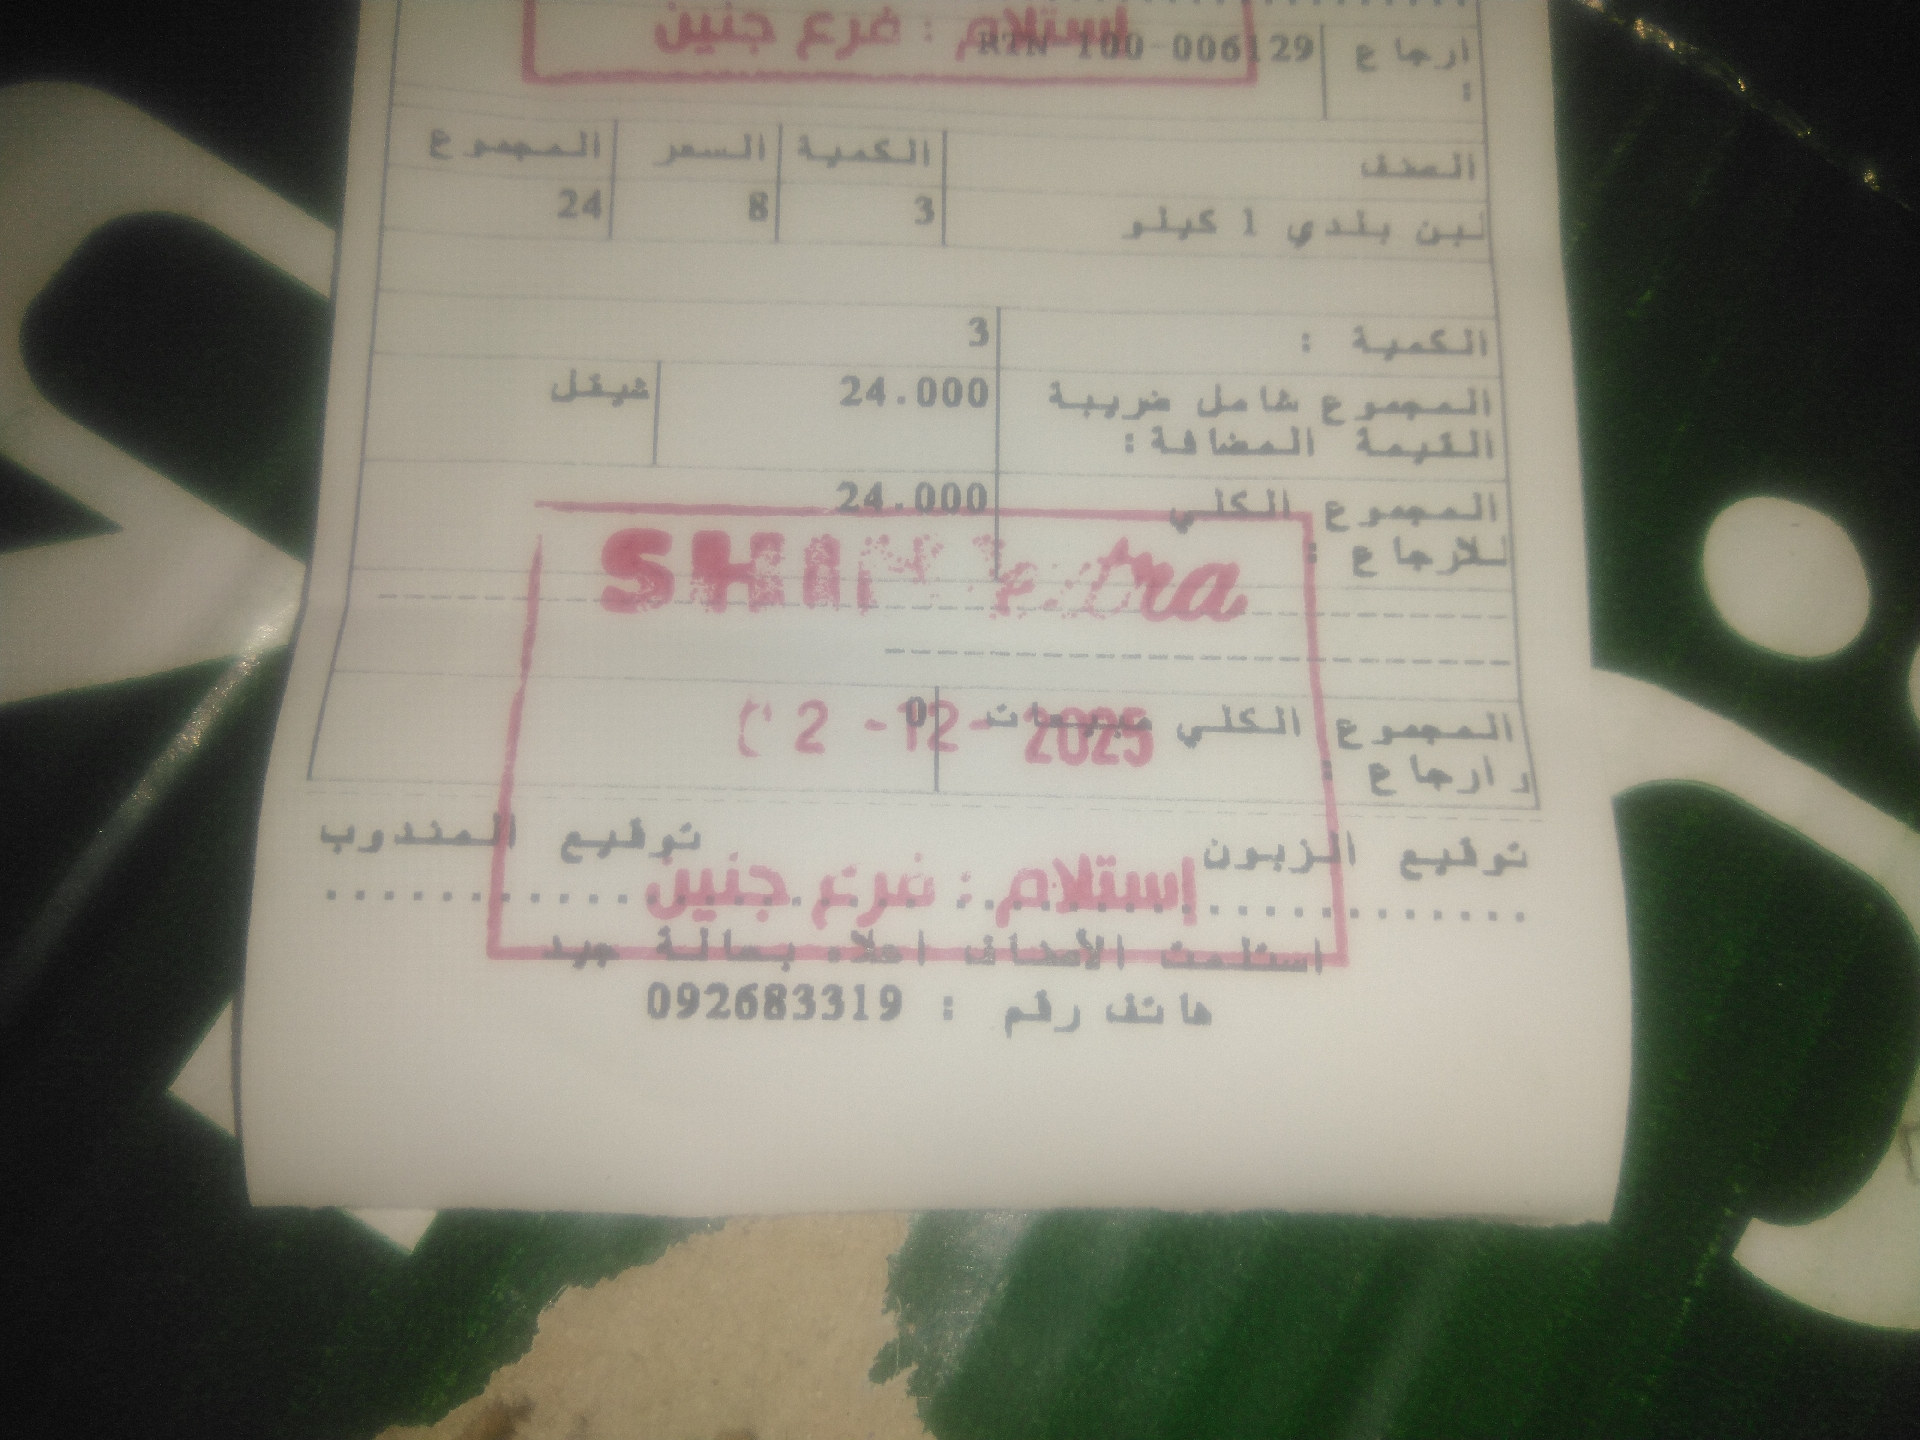 إستلام : فرع جنين
ارجاع : RTN-100-006129
الصنف الكمية السعر المجموع
لبن بلدي 1 كيلو 3 8 24
الكمية : 3
المجموع شامل ضريبة القيمة المضافة: 24.000 شيقل
المجموع الكلي للارجاع : 24.000
SHINY extra
المجموع الكلي مبيعات 0
و ارجاع :
2 -12- 2025
توقيع الزبون توقيع المندوب
إستلام : فرع جنين
استلمت الأصناف اعلاه بحالة جيد
هاتف رقم : 092683319